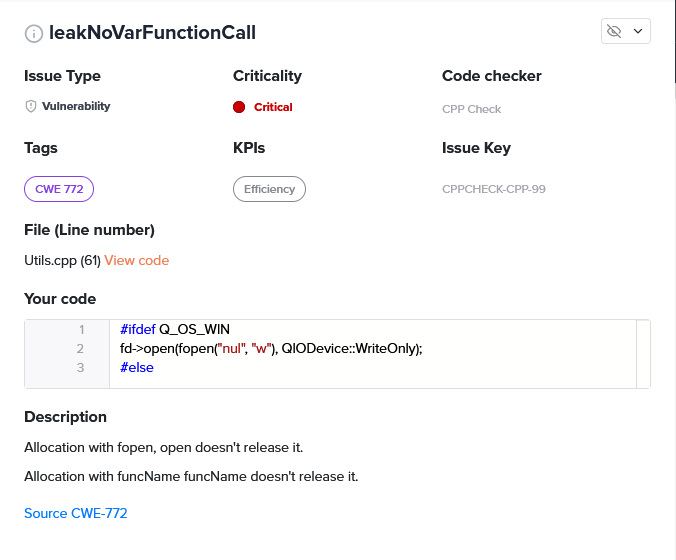 leakNoVarFunctionCall
Issue Type
Criticality
Code checker
Vulnerability
Critical
CPP Check
Tags
KPIs
Issue Key
CWE 772
Efficiency
CPPCHECK-CPP-99
File (Line number)
Utils.cpp (61) View code
Your code
1 #ifdef Q_OS_WIN
2 fd->open(fopen("nul", "w"), QIODevice::WriteOnly);
3 #else
Description
Allocation with fopen, open doesn't release it.
Allocation with funcName funcName doesn't release it.
Source CWE-772